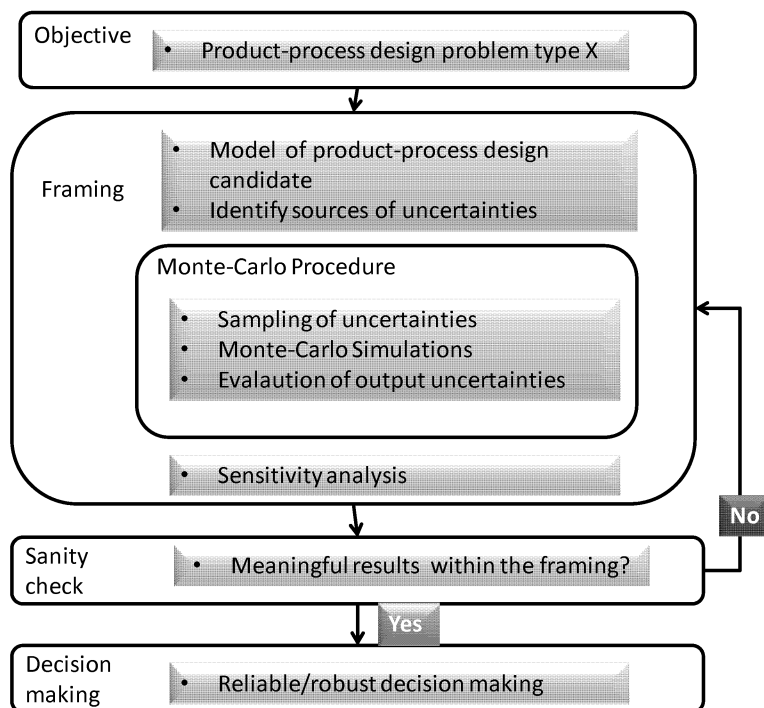 Objective
• Product-process design problem type X
Framing
• Model of product-process design
candidate
• Identify sources of uncertainties
Monte-Carlo Procedure
• Sampling of uncertainties
• Monte-Carlo Simulations
• Evalaution of output uncertainties
• Sensitivity analysis
No
Sanity
check
• Meaningful results within the framing?
Yes
Decision
making
• Reliable/robust decision making